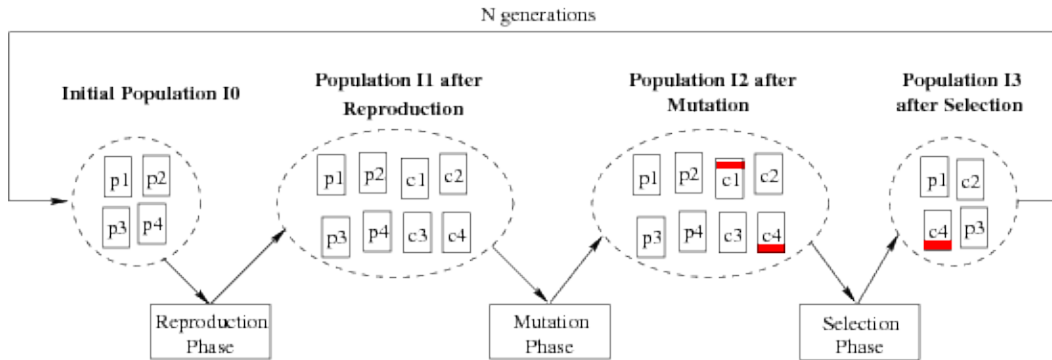 N generations
Initial Population I0
Population I1 after
Reproduction
Population I2 after
Mutation
Population I3
after Selection
p1 p2
p3 p4
p1 p2 c1 c2
p3 p4 c3 c4
p1 p2 c1 c2
p3 p4 c3 c4
p1 c2
c4 p3
Reproduction
Phase
Mutation
Phase
Selection
Phase